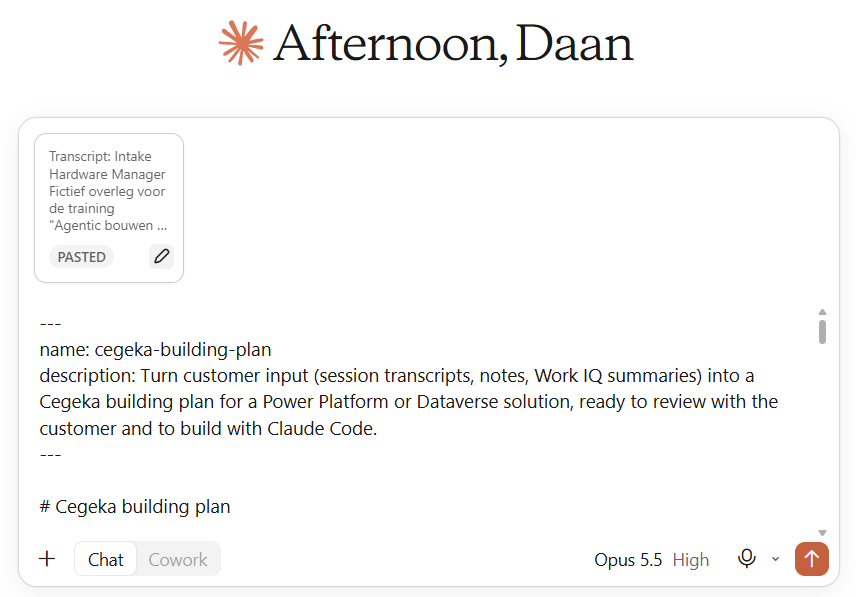 Afternoon, Daan
Transcript: Intake
Hardware Manager
Fictief overleg voor
de training
"Agentic bouwen ...
PASTED
---
name: cegeka-building-plan
description: Turn customer input (session transcripts, notes, Work IQ summaries) into a
Cegeka building plan for a Power Platform or Dataverse solution, ready to review with the
customer and to build with Claude Code.
---
# Cegeka building plan
+ Chat Cowork Opus 5.5 High